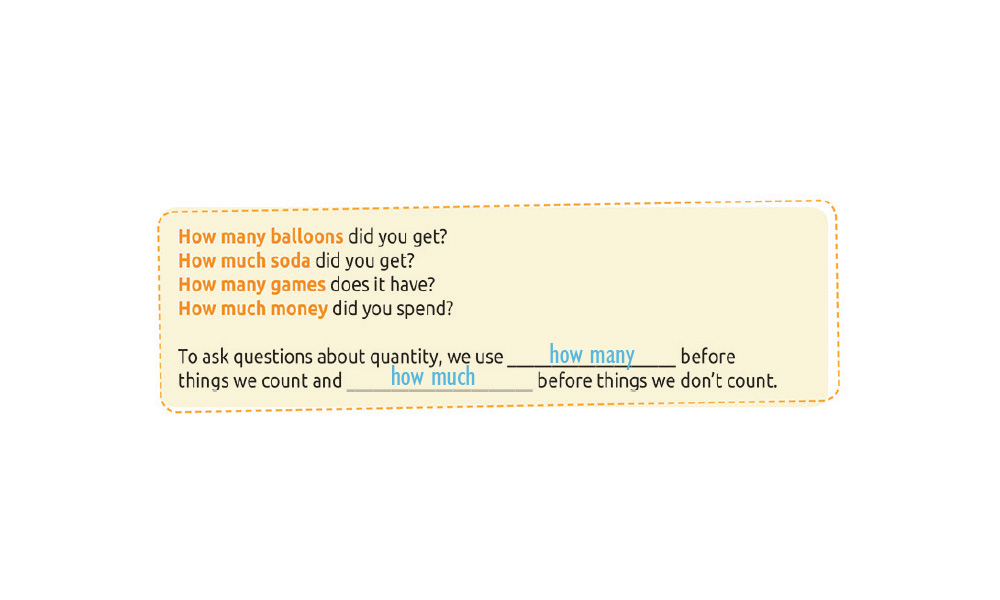 How many balloons did you get?
How much soda did you get?
How many games does it have?
How much money did you spend?
To ask questions about quantity, we use how many before
things we count and how much before things we don't count.